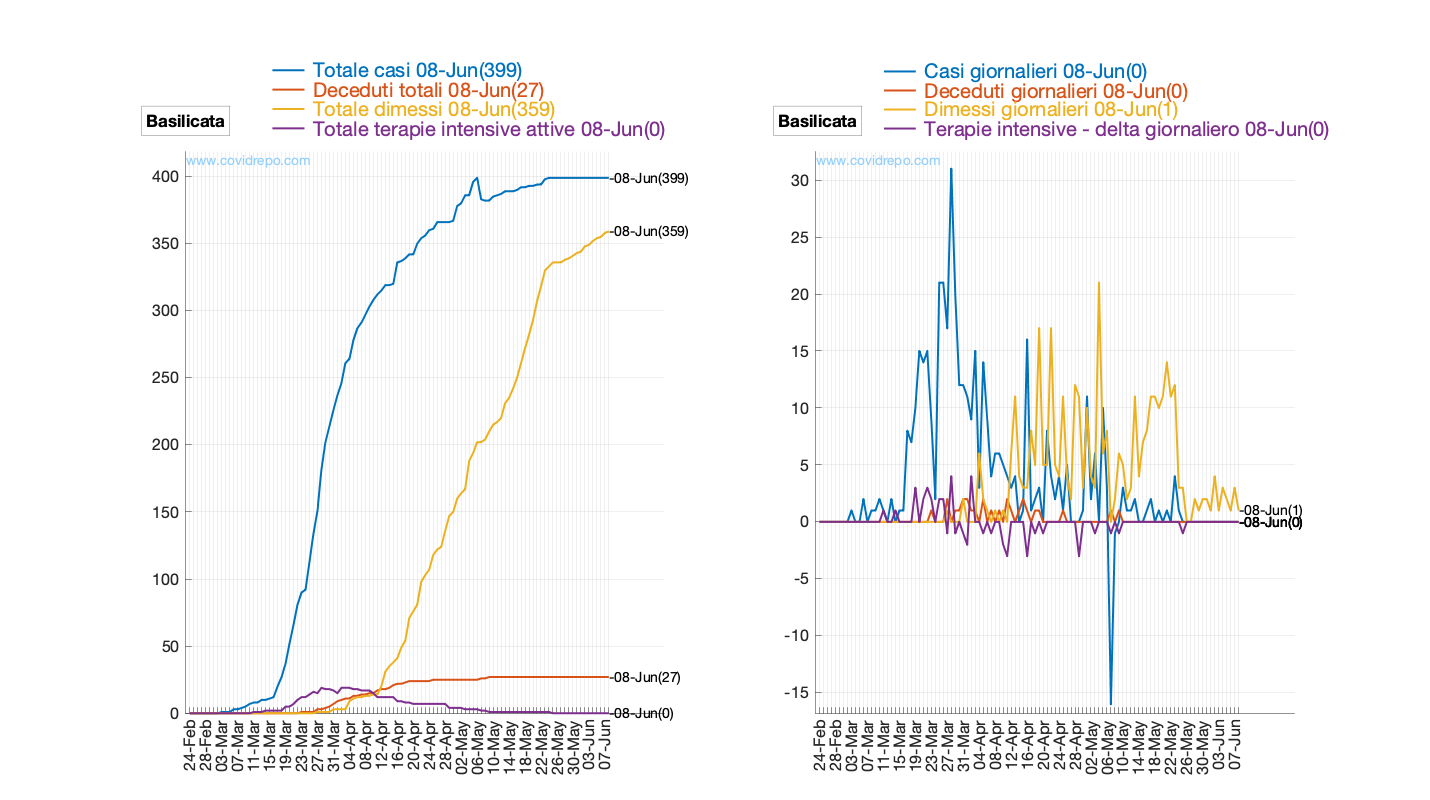 Totale casi 08-Jun(399)
Deceduti totali 08-Jun(27)
Totale dimessi 08-Jun(359)
Totale terapie intensive attive 08-Jun(0)
Basilicata
www.covidrepo.com
400
350
300
250
200
150
100
50
0
-08-Jun(399)
-08-Jun(359)
-08-Jun(27)
-08-Jun(0)
24-Feb
28-Feb
03-Mar
07-Mar
11-Mar
15-Mar
19-Mar
23-Mar
27-Mar
31-Mar
04-Apr
08-Apr
12-Apr
16-Apr
20-Apr
24-Apr
28-Apr
02-May
06-May
10-May
14-May
18-May
22-May
26-May
30-May
03-Jun
07-Jun
Casi giornalieri 08-Jun(0)
Deceduti giornalieri 08-Jun(0)
Dimessi giornalieri 08-Jun(1)
Terapie intensive - delta giornaliero 08-Jun(0)
Basilicata
www.covidrepo.com
30
25
20
15
10
5
0
-5
-10
-15
-08-Jun(1)
-08-Jun(0)
24-Feb
28-Feb
03-Mar
07-Mar
11-Mar
15-Mar
19-Mar
23-Mar
27-Mar
31-Mar
04-Apr
08-Apr
12-Apr
16-Apr
20-Apr
24-Apr
28-Apr
02-May
06-May
10-May
14-May
18-May
22-May
26-May
30-May
03-Jun
07-Jun